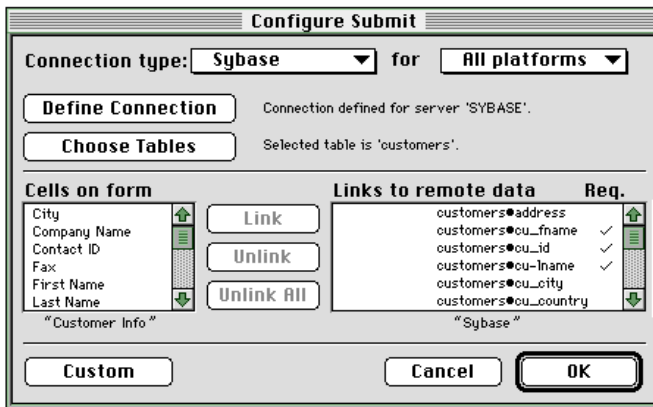 Configure Submit
Connection type: Sybase for All platforms
Define Connection Connection defined for server 'SYBASE'.
Choose Tables Selected table is 'customers'.
Cells on form Links to remote data Req.
City Link customers●address
Company Name customers●cu_fname ✓
Contact ID Unlink customers●cu_id ✓
Fax customers●cu-lname ✓
First Name Unlink All customers●cu_city
Last Name customers●cu_country
"Customer Info" "Sybase"
Custom Cancel OK